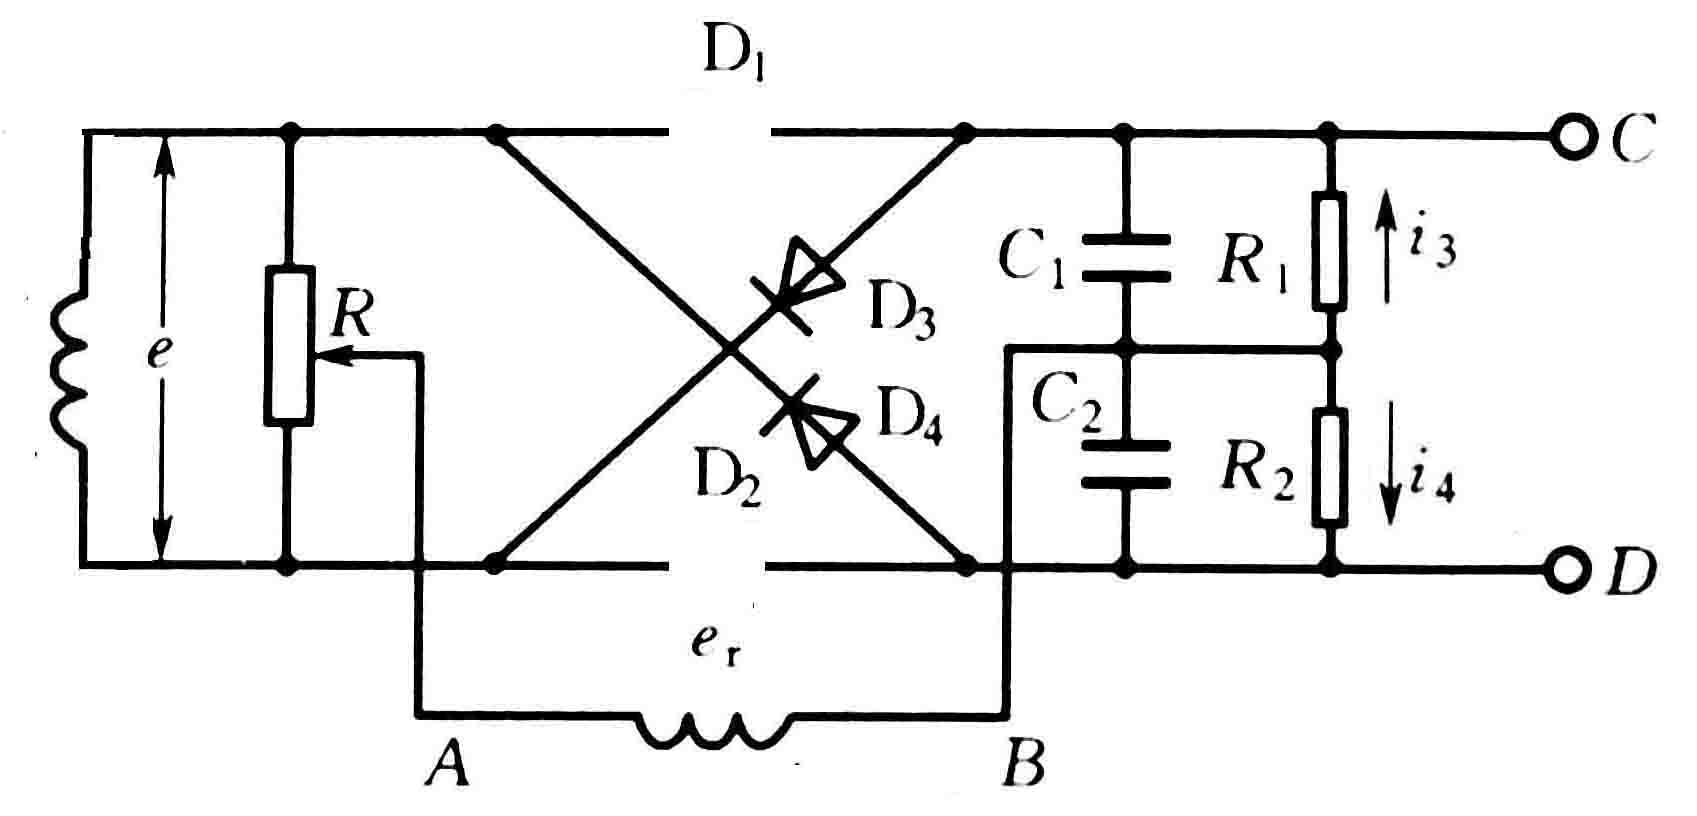 D₁
C
e
R
D₃
C₁
R₁
i₃
D₄
C₂
D₂
R₂
i₄
D
eᵣ
A
B